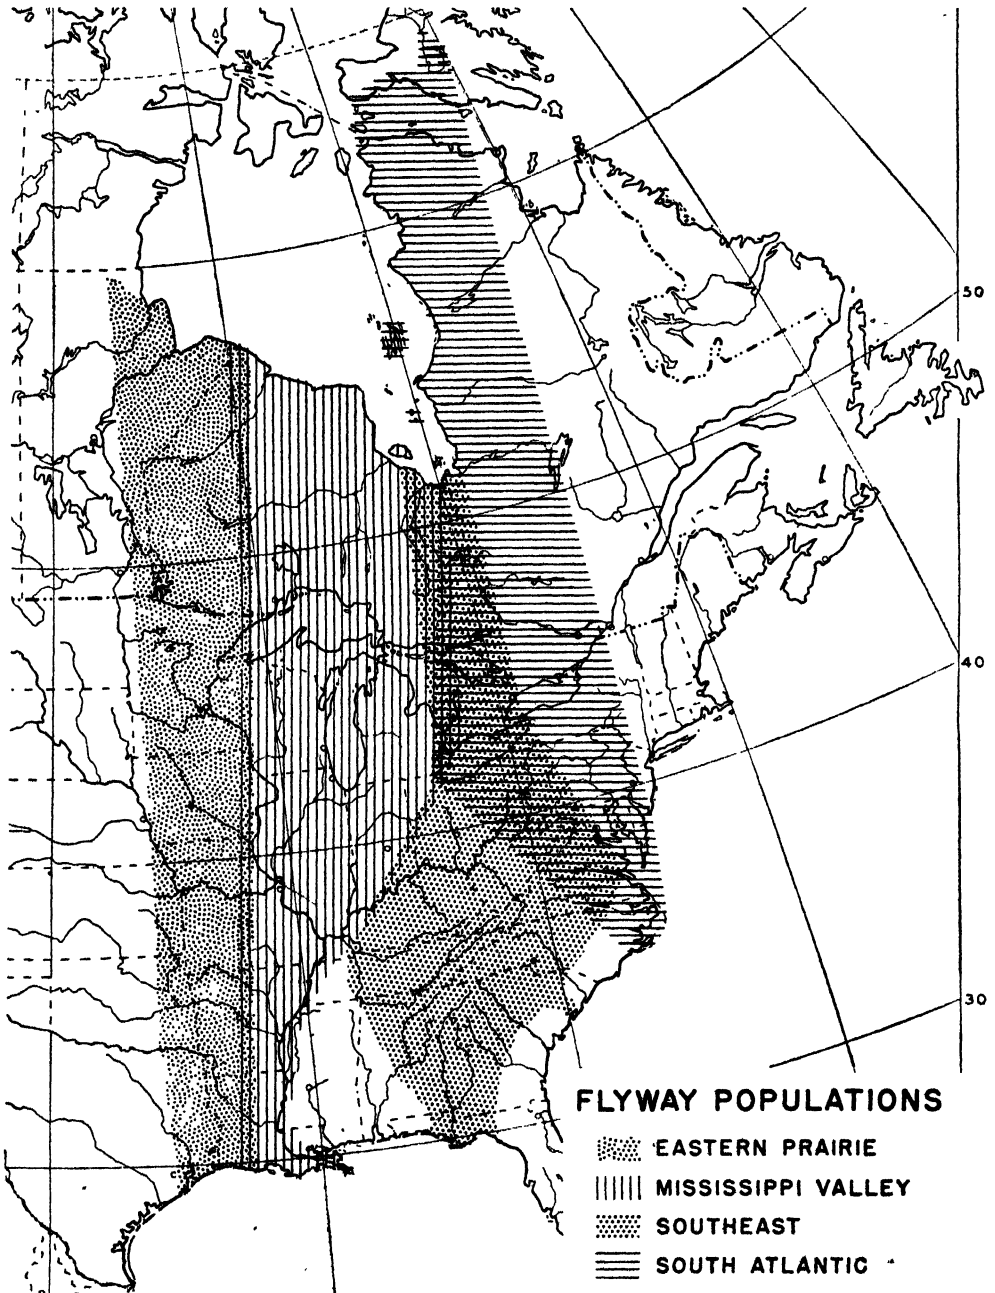 50
40
30
FLYWAY POPULATIONS
EASTERN PRAIRIE
MISSISSIPPI VALLEY
SOUTHEAST
SOUTH ATLANTIC